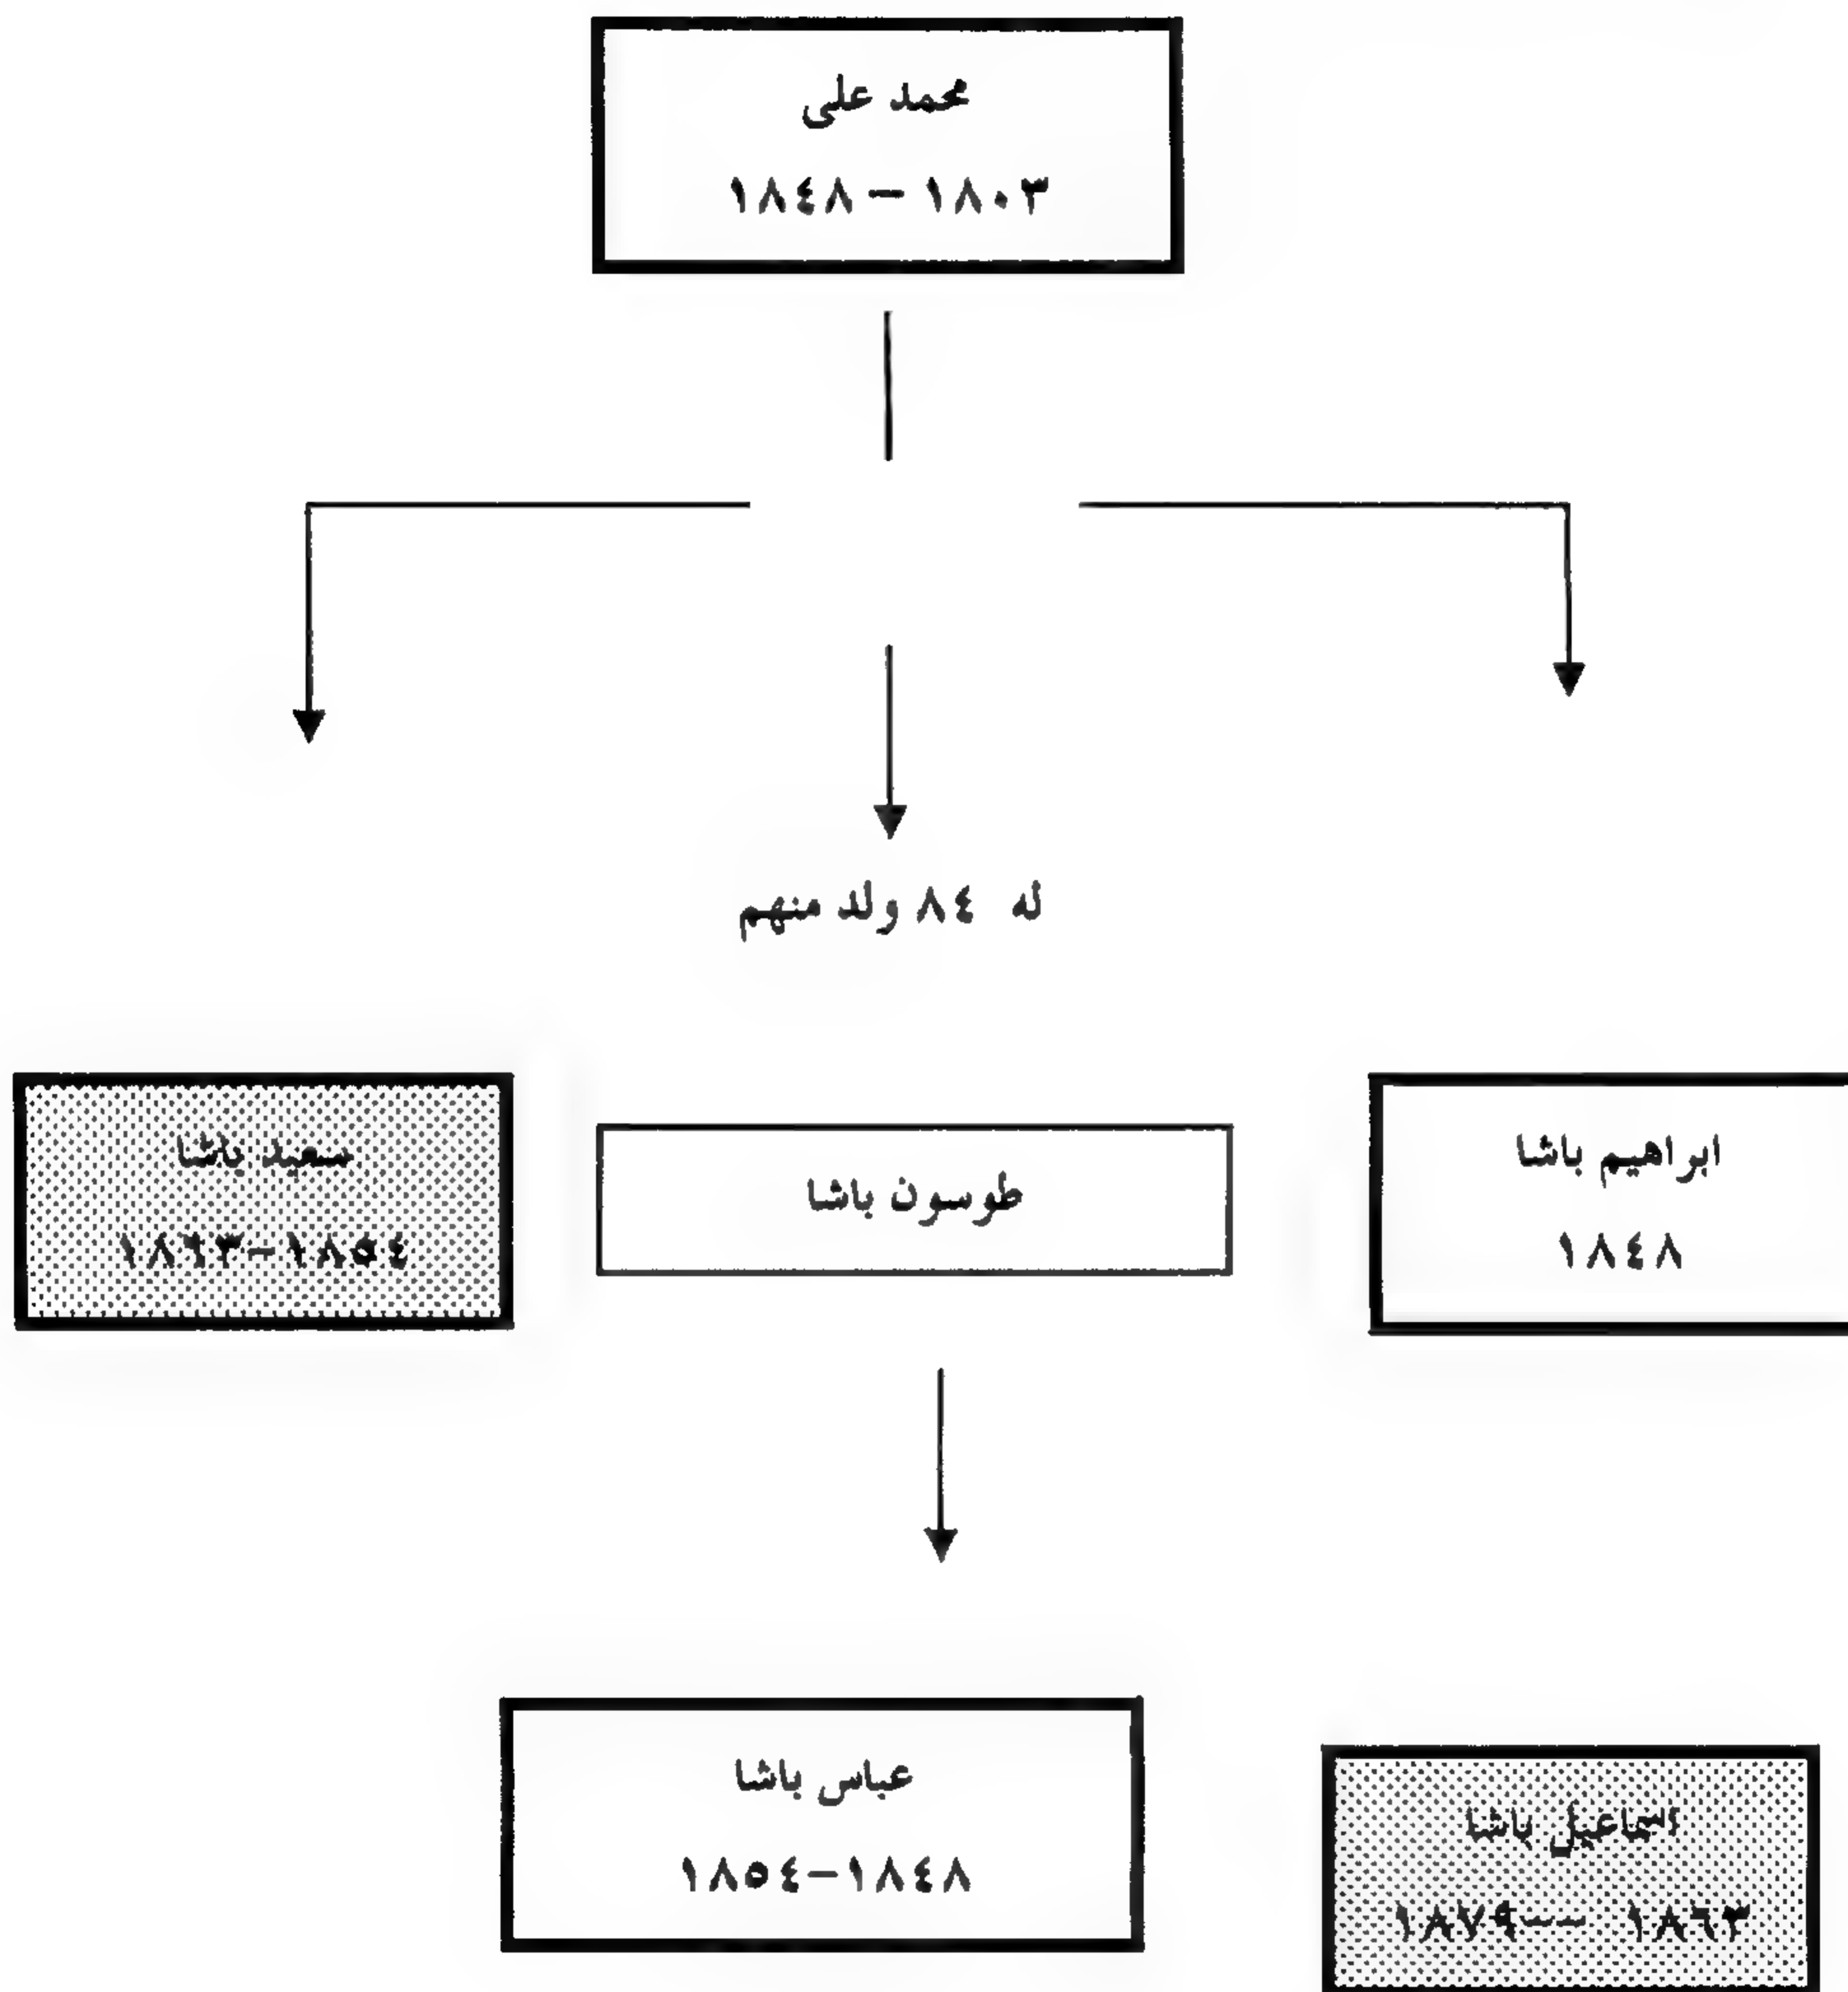 محمد على
١٨٠٣ – ١٨٤٨
له ٨٤ ولد منهم
ابراهيم باشا
١٨٤٨
طوسون باشا
سعيد باشا
١٨٥٤–١٨٦٣
عباس باشا
١٨٤٨–١٨٥٤
اسماعيل باشا
١٨٦٣ –– ١٨٧٩